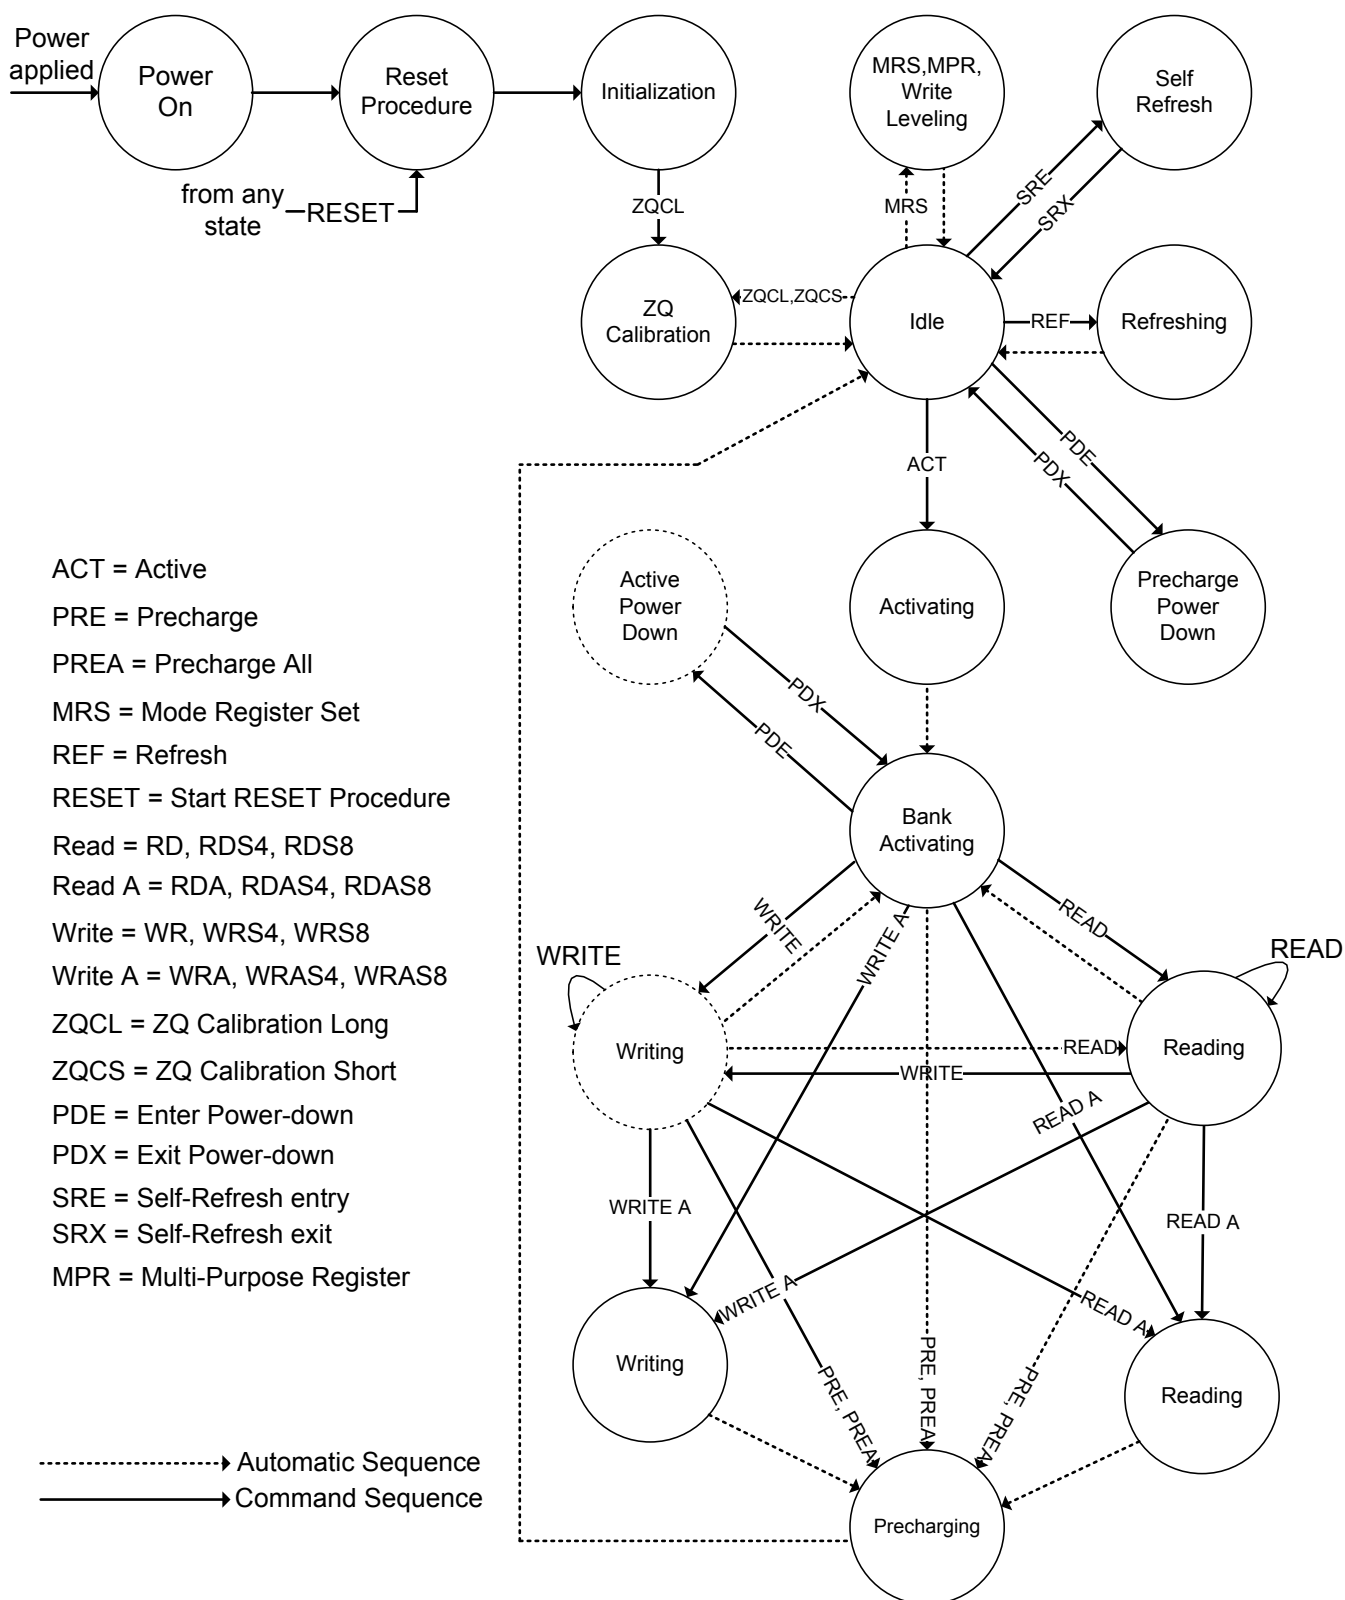 Power
applied
Power
On
Reset
Procedure
Initialization
MRS,MPR,
Write
Leveling
Self
Refresh
from any
state
RESET
ZQCL
MRS
SRE
SRX
ZQ
Calibration
ZQCL,ZQCS
Idle
REF
Refreshing
ACT
PDE
PDX
Active
Power
Down
Activating
Precharge
Power
Down
PDX
PDE
Bank
Activating
ACT = Active
PRE = Precharge
PREA = Precharge All
MRS = Mode Register Set
REF = Refresh
RESET = Start RESET Procedure
Read = RD, RDS4, RDS8
Read A = RDA, RDAS4, RDAS8
Write = WR, WRS4, WRS8
Write A = WRA, WRAS4, WRAS8
ZQCL = ZQ Calibration Long
ZQCS = ZQ Calibration Short
PDE = Enter Power-down
PDX = Exit Power-down
SRE = Self-Refresh entry
SRX = Self-Refresh exit
MPR = Multi-Purpose Register
WRITE
WRITE
WRITE A
READ
READ
Writing
READ
WRITE
Reading
READ A
WRITE A
READ A
WRITE A
READ A
Writing
PRE, PREA
PRE, PREA
PRE, PREA
Reading
Precharging
Automatic Sequence
Command Sequence